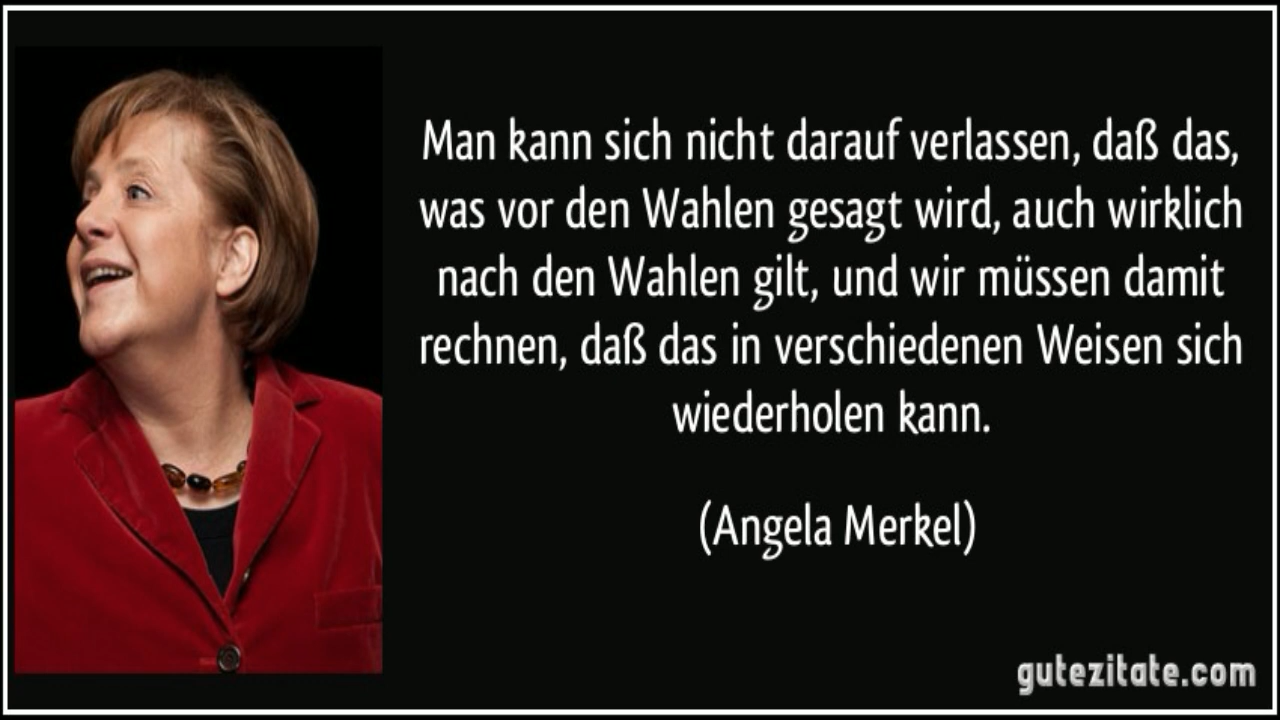 Man kann sich nicht darauf verlassen, daß das,
was vor den Wahlen gesagt wird, auch wirklich
nach den Wahlen gilt, und wir müssen damit
rechnen, daß das in verschiedenen Weisen sich
wiederholen kann.
(Angela Merkel)
gutezitate.com